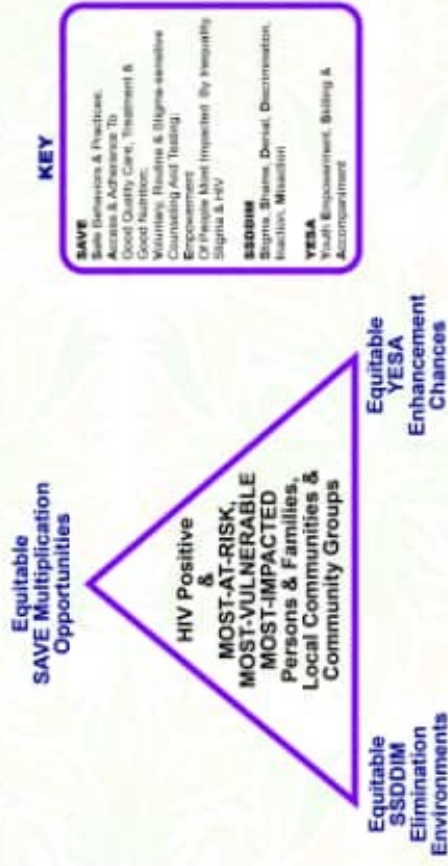 Equitable
SAVE Multiplication
Opportunities
HIV Positive
&
MOST-AT-RISK,
MOST-VULNERABLE
MOST-IMPACTED
Persons & Families,
Local Communities &
Community Groups
Equitable
SSDDIM
Elimination
Environments
Equitable
YESA
Enhancement
Chances
KEY
SAVE
Safe Behaviors & Practices,
Access & Adherence To
Good Quality Care, Treatment &
Good Nutrition;
Voluntary, Routine & Stigma-sensitive
Counseling And Testing;
Empowerment
Of People Most Impacted By Inequality
Stigma & HIV
SSDDIM
Stigma, Shame, Denial, Discrimination,
Inaction, Misaction
YESA
Youth Empowerment, Skilling &
Accompaniment